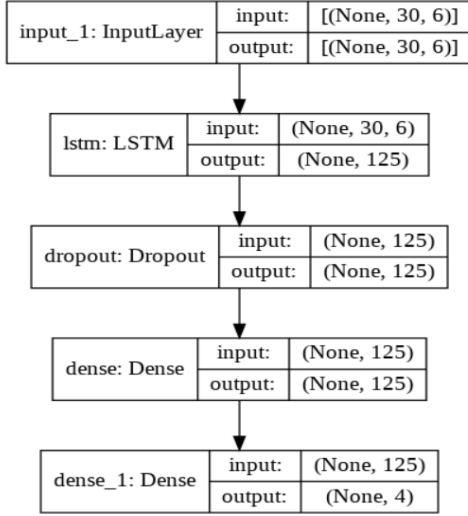 input_1: InputLayer
input: [(None, 30, 6)]
output: [(None, 30, 6)]
lstm: LSTM
input: (None, 30, 6)
output: (None, 125)
dropout: Dropout
input: (None, 125)
output: (None, 125)
dense: Dense
input: (None, 125)
output: (None, 125)
dense_1: Dense
input: (None, 125)
output: (None, 4)